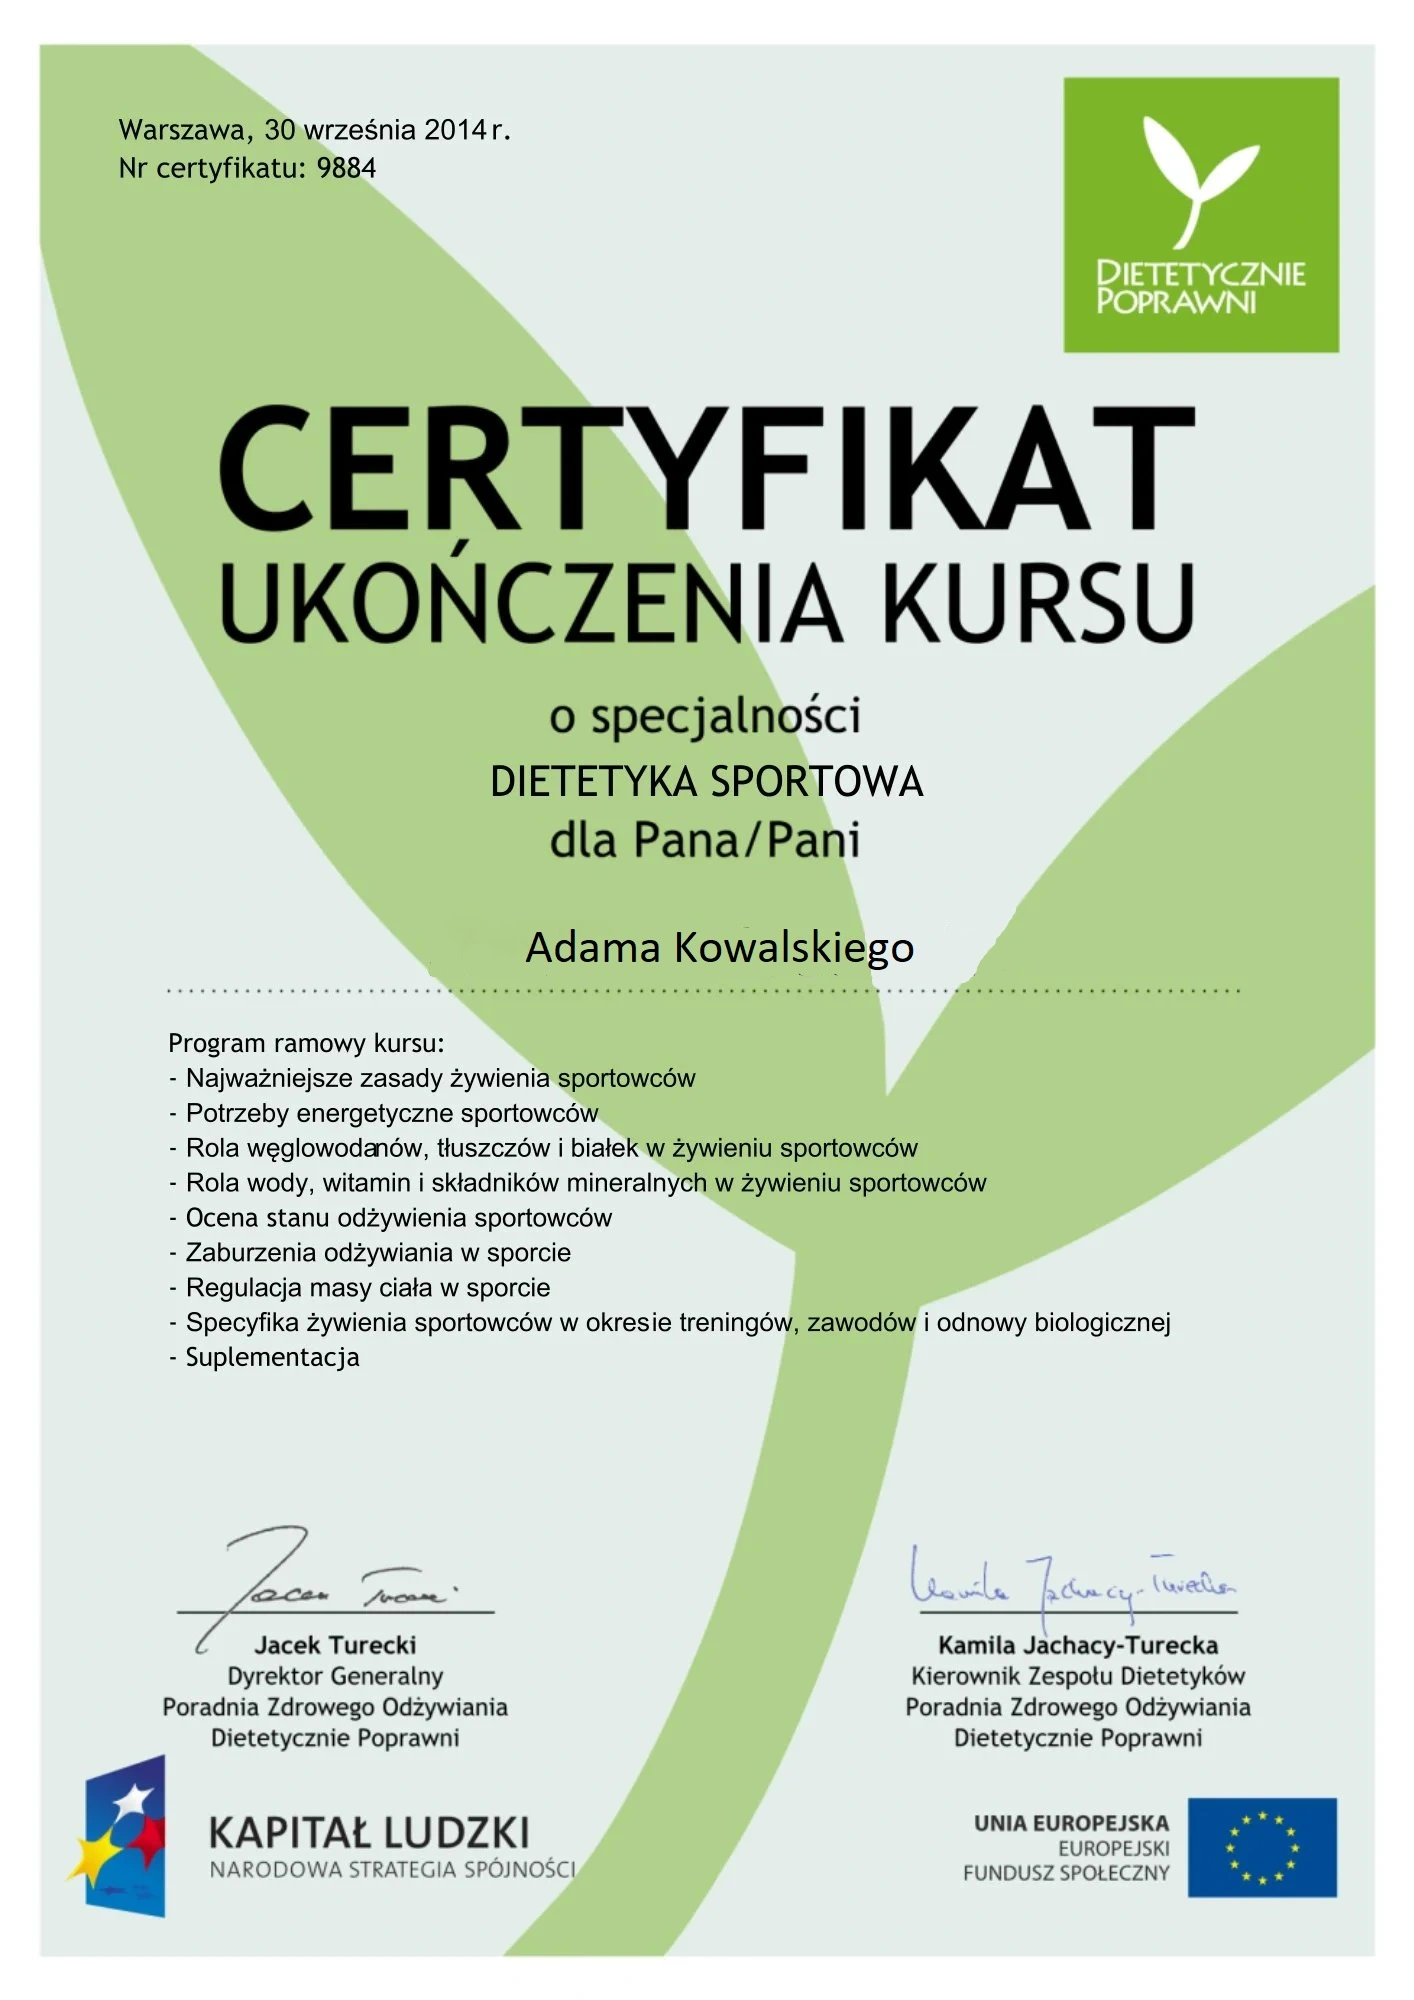 Warszawa, 30 września 2014 r.
Nr certyfikatu: 9884
DIETETYCZNIE
POPRAWNI
CERTYFIKAT
UKOŃCZENIA KURSU
o specjalności
DIETETYKA SPORTOWA
dla Pana/Pani
Adama Kowalskiego
Program ramowy kursu:
- Najważniejsze zasady żywienia sportowców
- Potrzeby energetyczne sportowców
- Rola węglowodanów, tłuszczów i białek w żywieniu sportowców
- Rola wody, witamin i składników mineralnych w żywieniu sportowców
- Ocena stanu odżywienia sportowców
- Zaburzenia odżywiania w sporcie
- Regulacja masy ciała w sporcie
- Specyfika żywienia sportowców w okresie treningów, zawodów i odnowy biologicznej
- Suplementacja
Jacek Turecki
Dyrektor Generalny
Poradnia Zdrowego Odżywiania
Dietetycznie Poprawni
Kamila Jachacy-Turecka
Kamila Jachacy-Turecka
Kierownik Zespołu Dietetyków
Poradnia Zdrowego Odżywiania
Dietetycznie Poprawni
KAPITAŁ LUDZKI
NARODOWA STRATEGIA SPÓJNOŚCI
UNIA EUROPEJSKA
EUROPEJSKI
FUNDUSZ SPOŁECZNY